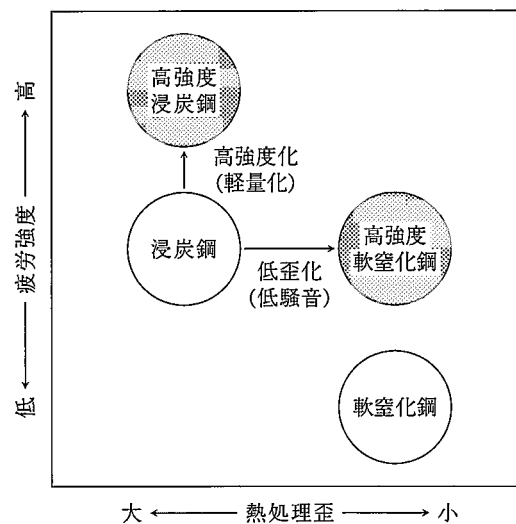 高強度
浸炭鋼
高強度化
(軽量化)
浸炭鋼
低歪化
(低騒音)
高強度
軟窒化鋼
軟窒化鋼
高
疲労強度
低
大
熱処理歪
小